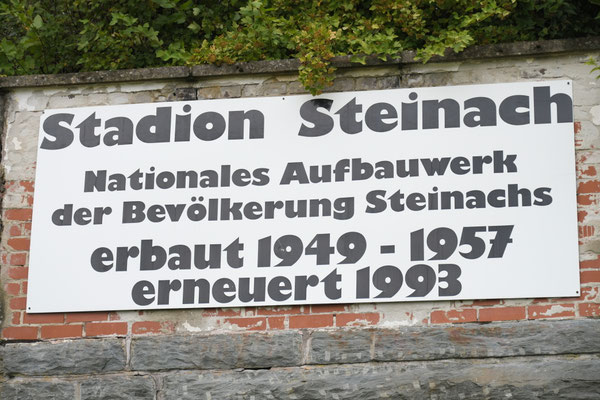 Stadion Steinach
Nationales Aufbauwerk
der Bevölkerung Steinachs
erbaut 1949 - 1957
erneuert 1993